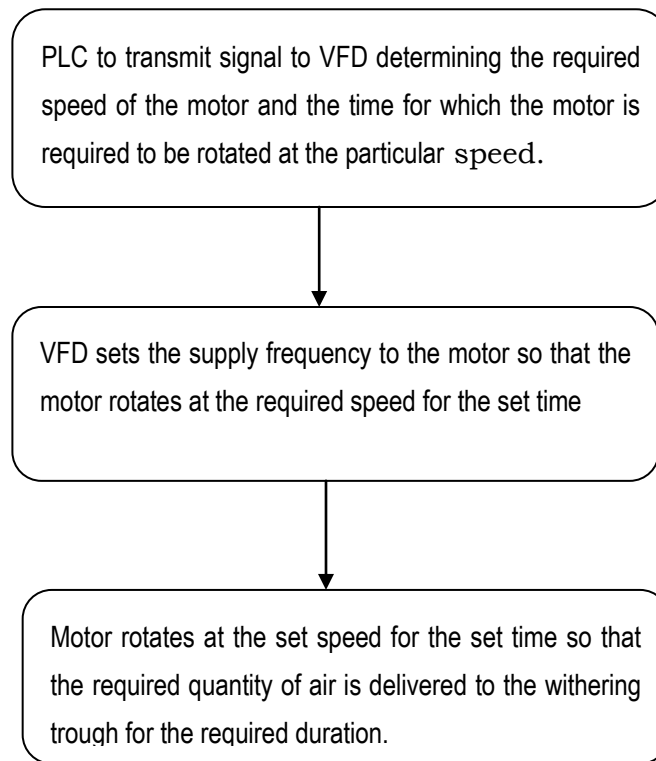 PLC to transmit signal to VFD determining the required
speed of the motor and the time for which the motor is
required to be rotated at the particular speed.
VFD sets the supply frequency to the motor so that the
motor rotates at the required speed for the set time
Motor rotates at the set speed for the set time so that
the required quantity of air is delivered to the withering
trough for the required duration.